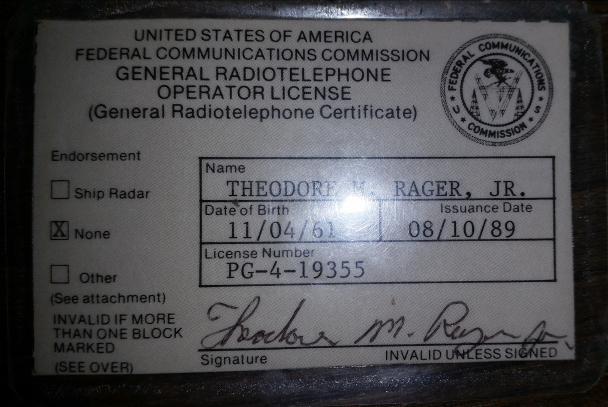 UNITED STATES OF AMERICA
FEDERAL COMMUNICATIONS COMMISSION
GENERAL RADIOTELEPHONE
OPERATOR LICENSE
(General Radiotelephone Certificate)
FEDERAL COMMUNICATIONS
COMMISSION
U S
Endorsement
Ship Radar
X None
Other
(See attachment)
INVALID IF MORE
THAN ONE BLOCK
MARKED
(SEE OVER)
Name
THEODORE M. RAGER, JR.
Date of Birth Issuance Date
11/04/61 08/10/89
License Number
PG-4-19355
Theodore M. Rager Jr.
Signature INVALID UNLESS SIGNED